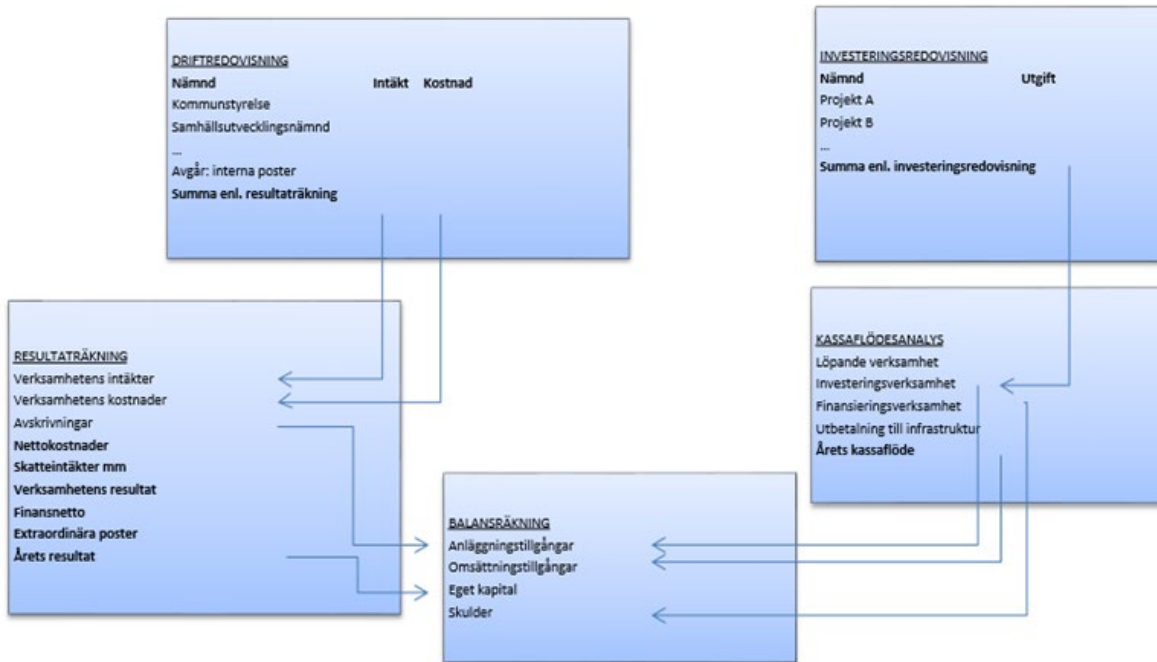 DRIFTREDOVISNING
Nämnd Intäkt Kostnad
Kommunstyrelse
Samhällsutvecklingsnämnd
...
Avgår: interna poster
Summa enl. resultaträkning
INVESTERINGSREDOVISNING
Nämnd Utgift
Projekt A
Projekt B
...
Summa enl. investeringsredovisning
RESULTATRÄKNING
Verksamhetens intäkter
Verksamhetens kostnader
Avskrivningar
Nettokostnader
Skatteintäkter mm
Verksamhetens resultat
Finansnetto
Extraordinära poster
Årets resultat
KASSAFLÖDESANALYS
Löpande verksamhet
Investeringsverksamhet
Finansieringsverksamhet
Utbetalning till infrastruktur
Årets kassaflöde
BALANSRÄKNING
Anläggningstillgångar
Omsättningstillgångar
Eget kapital
Skulder